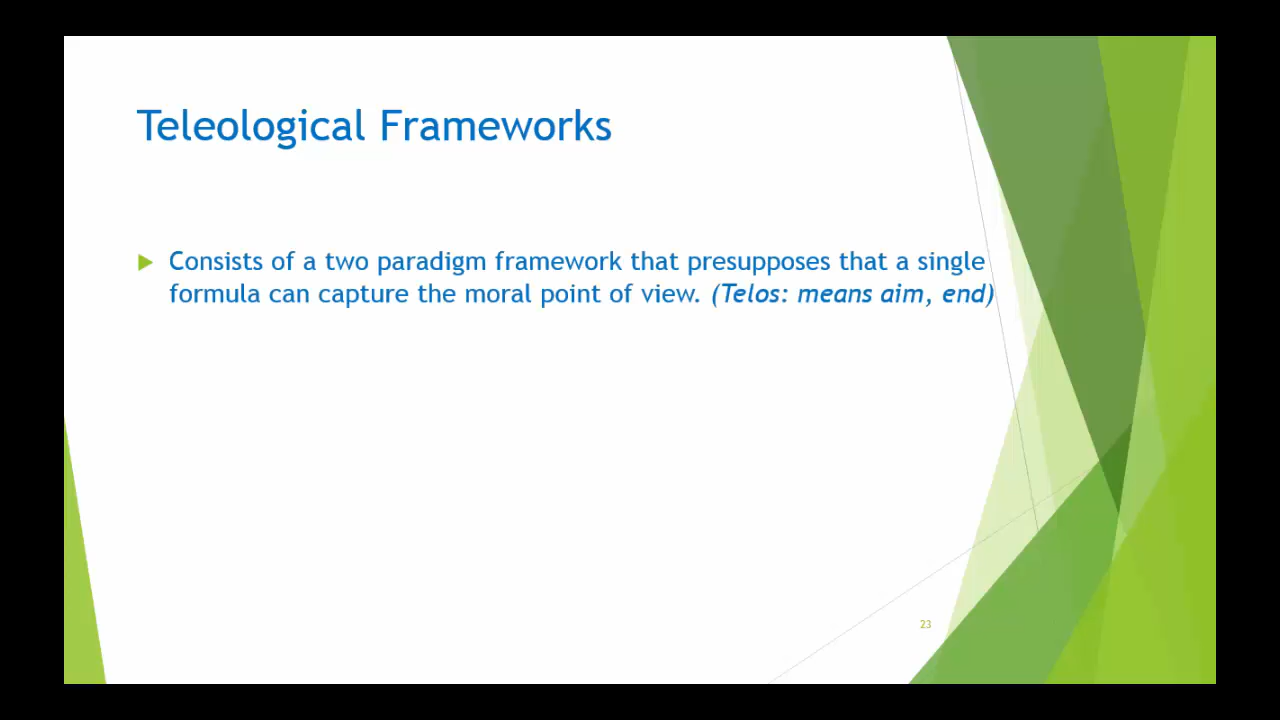 Teleological Frameworks
Consists of a two paradigm framework that presupposes that a single
formula can capture the moral point of view. (Telos: means aim, end)
23